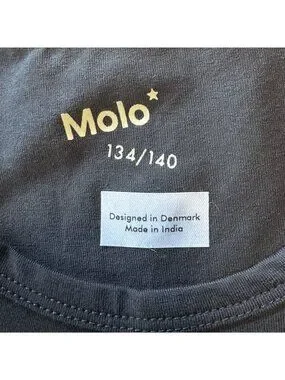 Molo
134/140
Designed in Denmark
Made in India